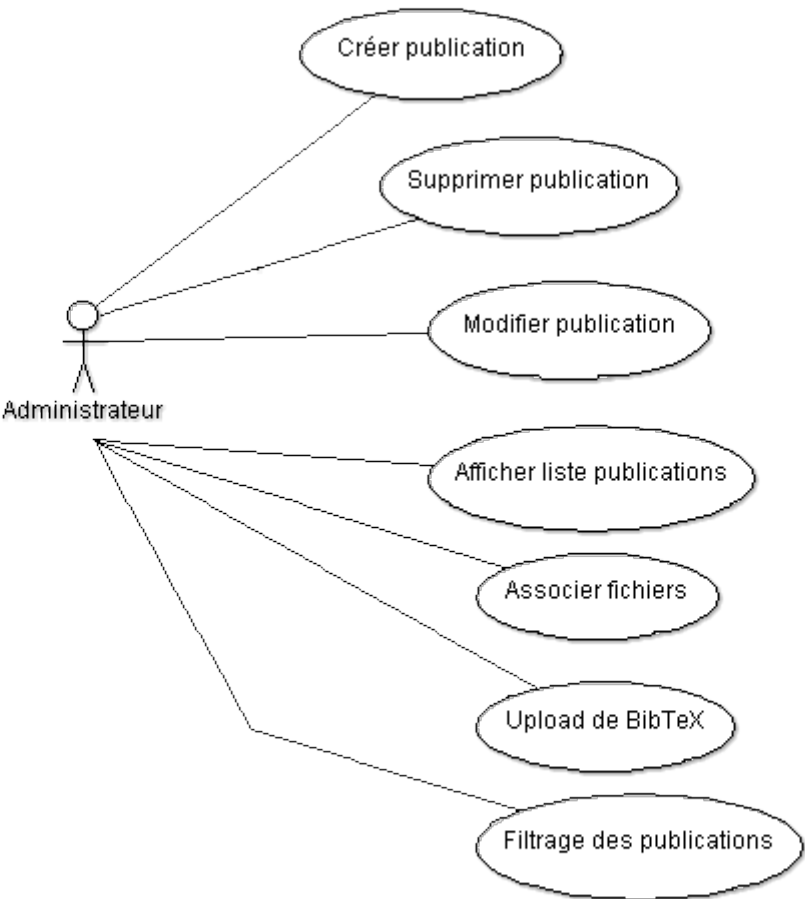 Créer publication
Supprimer publication
Modifier publication
Administrateur
Afficher liste publications
Associer fichiers
Upload de BibTeX
Filtrage des publications